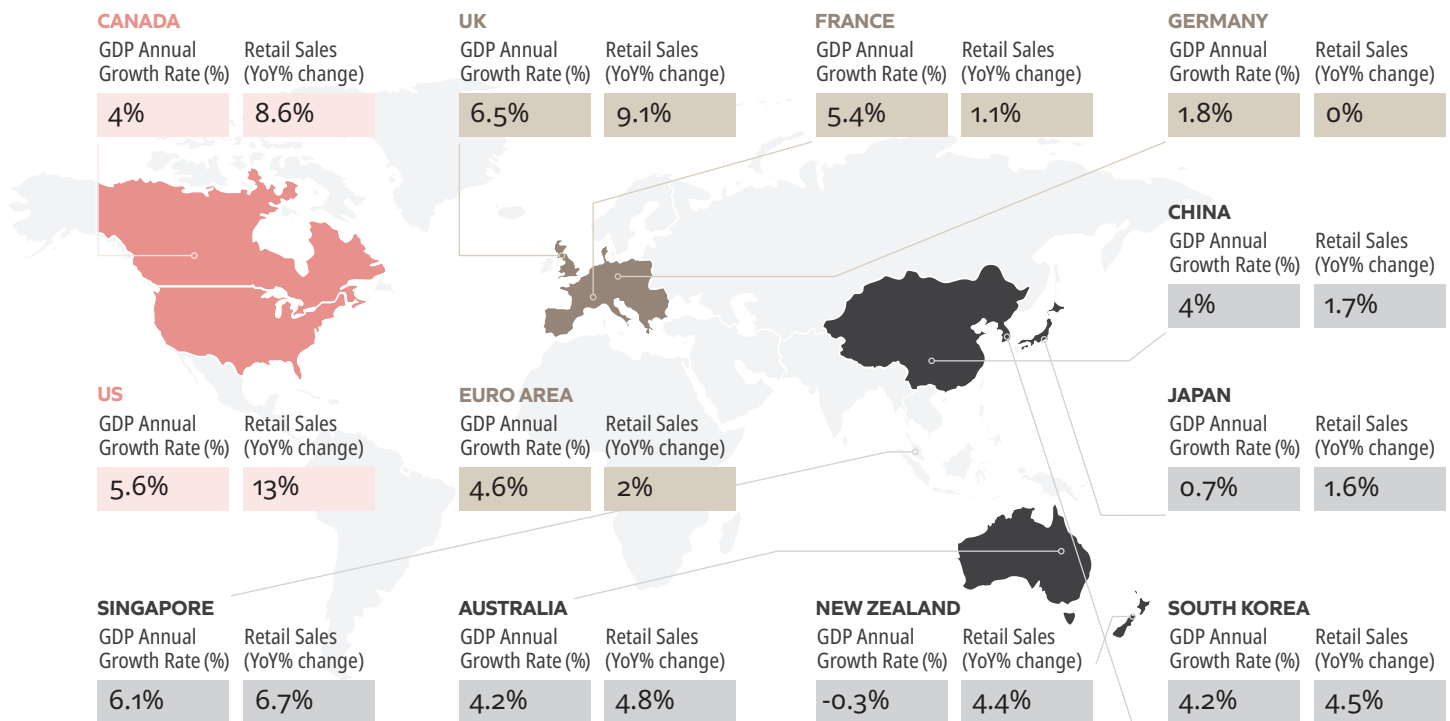 CANADA
GDP Annual
Growth Rate (%)
Retail Sales
(YoY% change)
4%
8.6%
UK
GDP Annual
Growth Rate (%)
Retail Sales
(YoY% change)
6.5%
9.1%
FRANCE
GDP Annual
Growth Rate (%)
Retail Sales
(YoY% change)
5.4%
1.1%
GERMANY
GDP Annual
Growth Rate (%)
Retail Sales
(YoY% change)
1.8%
0%
CHINA
GDP Annual
Growth Rate (%)
Retail Sales
(YoY% change)
4%
1.7%
US
GDP Annual
Growth Rate (%)
Retail Sales
(YoY% change)
5.6%
13%
EURO AREA
GDP Annual
Growth Rate (%)
Retail Sales
(YoY% change)
4.6%
2%
JAPAN
GDP Annual
Growth Rate (%)
Retail Sales
(YoY% change)
0.7%
1.6%
SINGAPORE
GDP Annual
Growth Rate (%)
Retail Sales
(YoY% change)
6.1%
6.7%
AUSTRALIA
GDP Annual
Growth Rate (%)
Retail Sales
(YoY% change)
4.2%
4.8%
NEW ZEALAND
GDP Annual
Growth Rate (%)
Retail Sales
(YoY% change)
-0.3%
4.4%
SOUTH KOREA
GDP Annual
Growth Rate (%)
Retail Sales
(YoY% change)
4.2%
4.5%